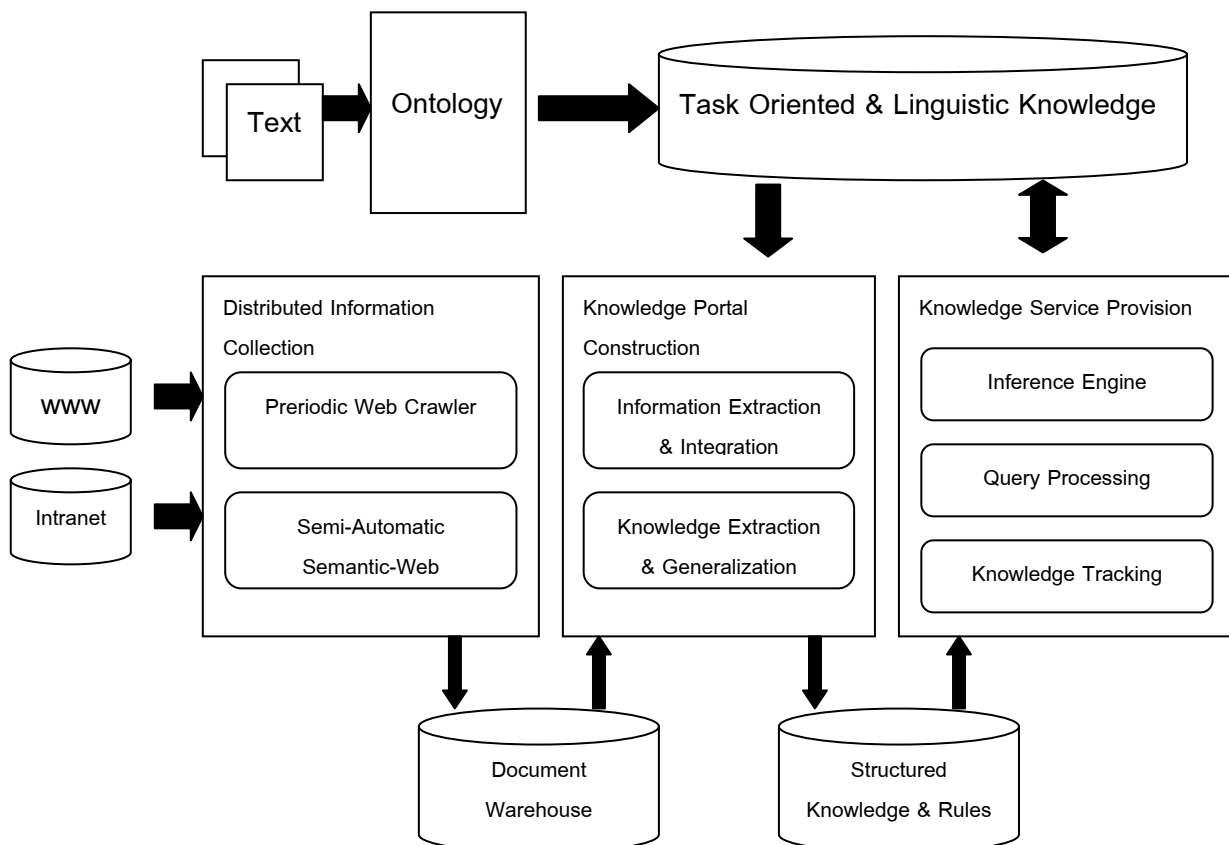 Text
Ontology
Task Oriented & Linguistic Knowledge
Distributed Information
Collection
Knowledge Portal
Construction
Knowledge Service Provision
www
Intranet
Preriodic Web Crawler
Semi-Automatic
Semantic-Web
Information Extraction
& Integration
Knowledge Extraction
& Generalization
Inference Engine
Query Processing
Knowledge Tracking
Document
Warehouse
Structured
Knowledge & Rules